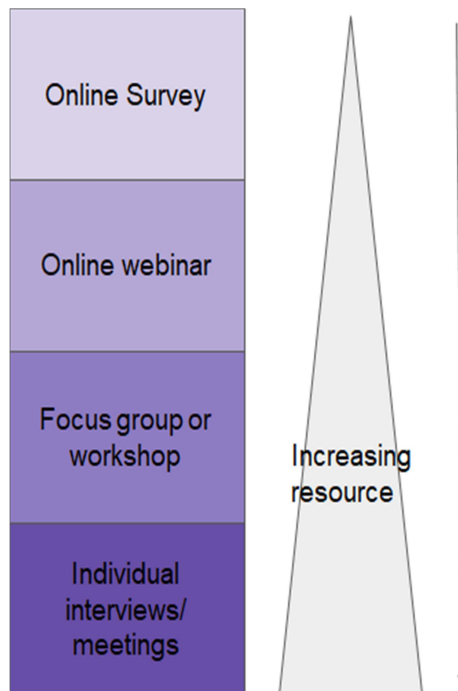 Online Survey
Online webinar
Focus group or
workshop
Increasing
resource
Individual
interviews/
meetings